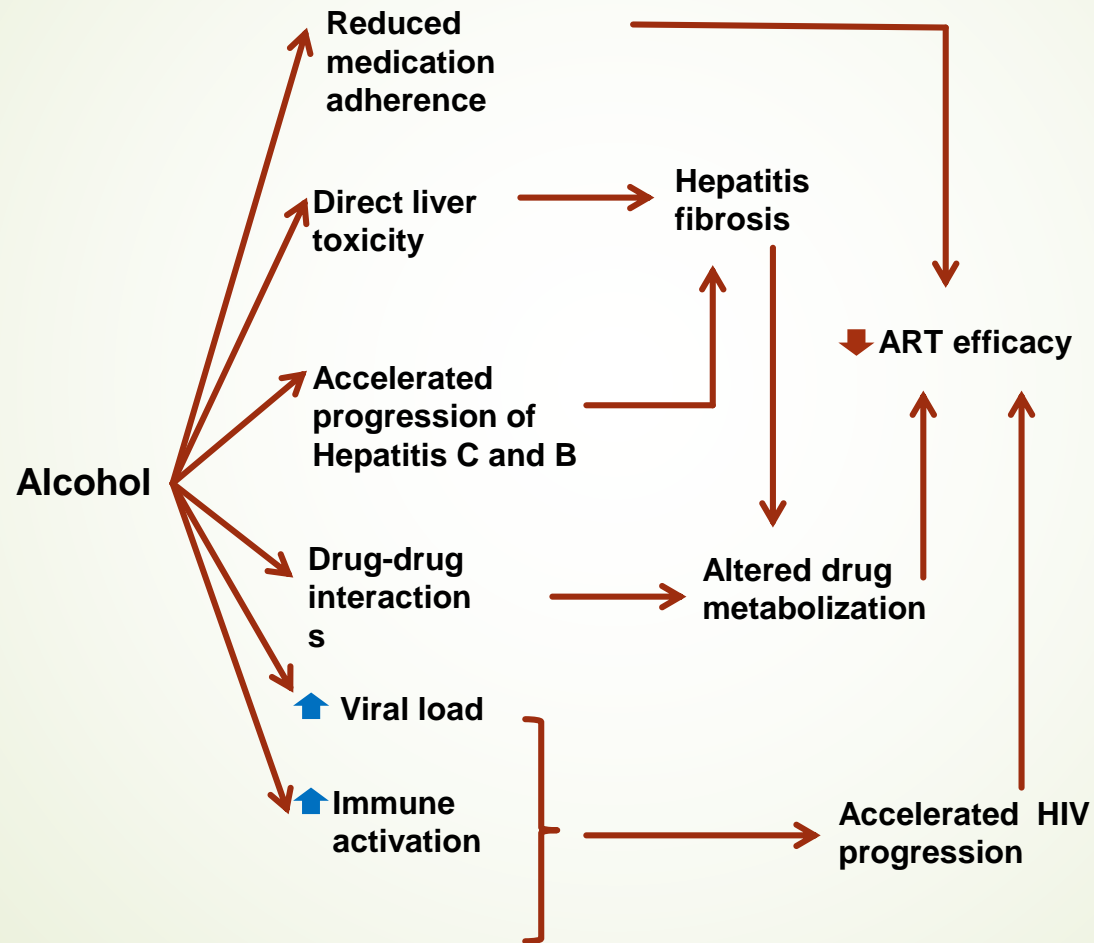 Reduced
medication
adherence
Direct liver
toxicity
Hepatitis
fibrosis
ART efficacy
Accelerated
progression of
Hepatitis C and B
Alcohol
Drug-drug
interaction
s
Altered drug
metabolization
Viral load
Immune
activation
Accelerated HIV
progression